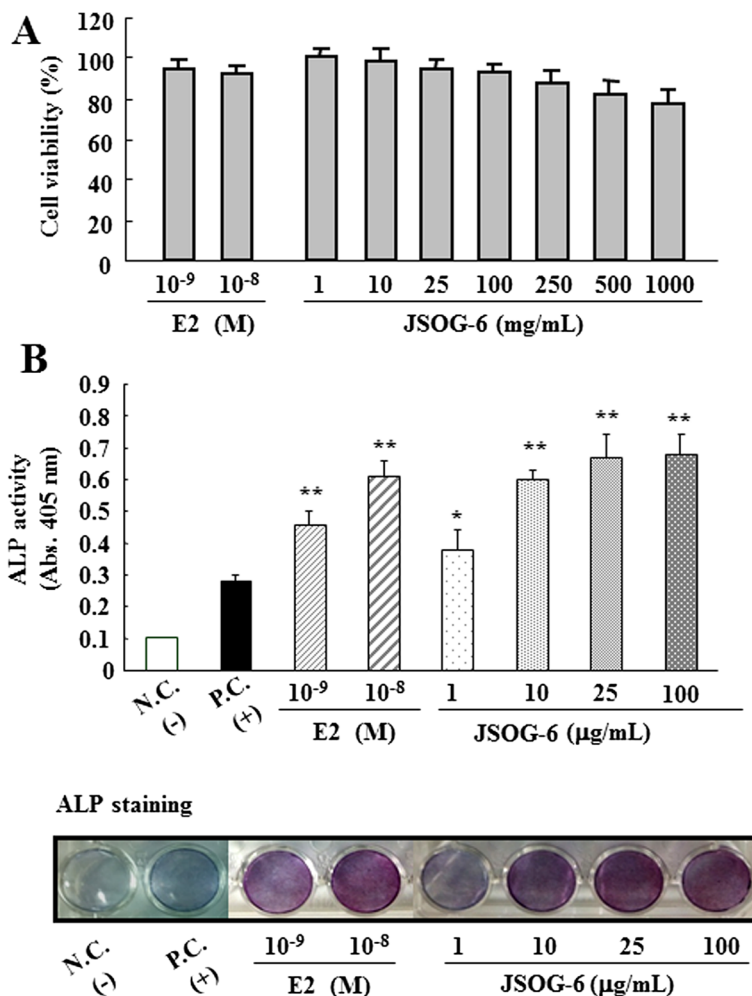 A
Cell viability (%)
120
100
80
60
40
20
0
10⁻⁹ 10⁻⁸ 1 10 25 100 250 500 1000
E2 (M) JSOG-6 (mg/mL)
B
ALP activity
(Abs. 405 nm)
0.9
0.8
0.7
0.6
0.5
0.4
0.3
0.2
0.1
0
** ** * ** ** **
N.C. (-) P.C. (+) 10⁻⁹ 10⁻⁸ 1 10 25 100
E2 (M) JSOG-6 (µg/mL)
ALP staining
N.C. (-) P.C. (+) 10⁻⁹ 10⁻⁸ 1 10 25 100
E2 (M) JSOG-6 (µg/mL)